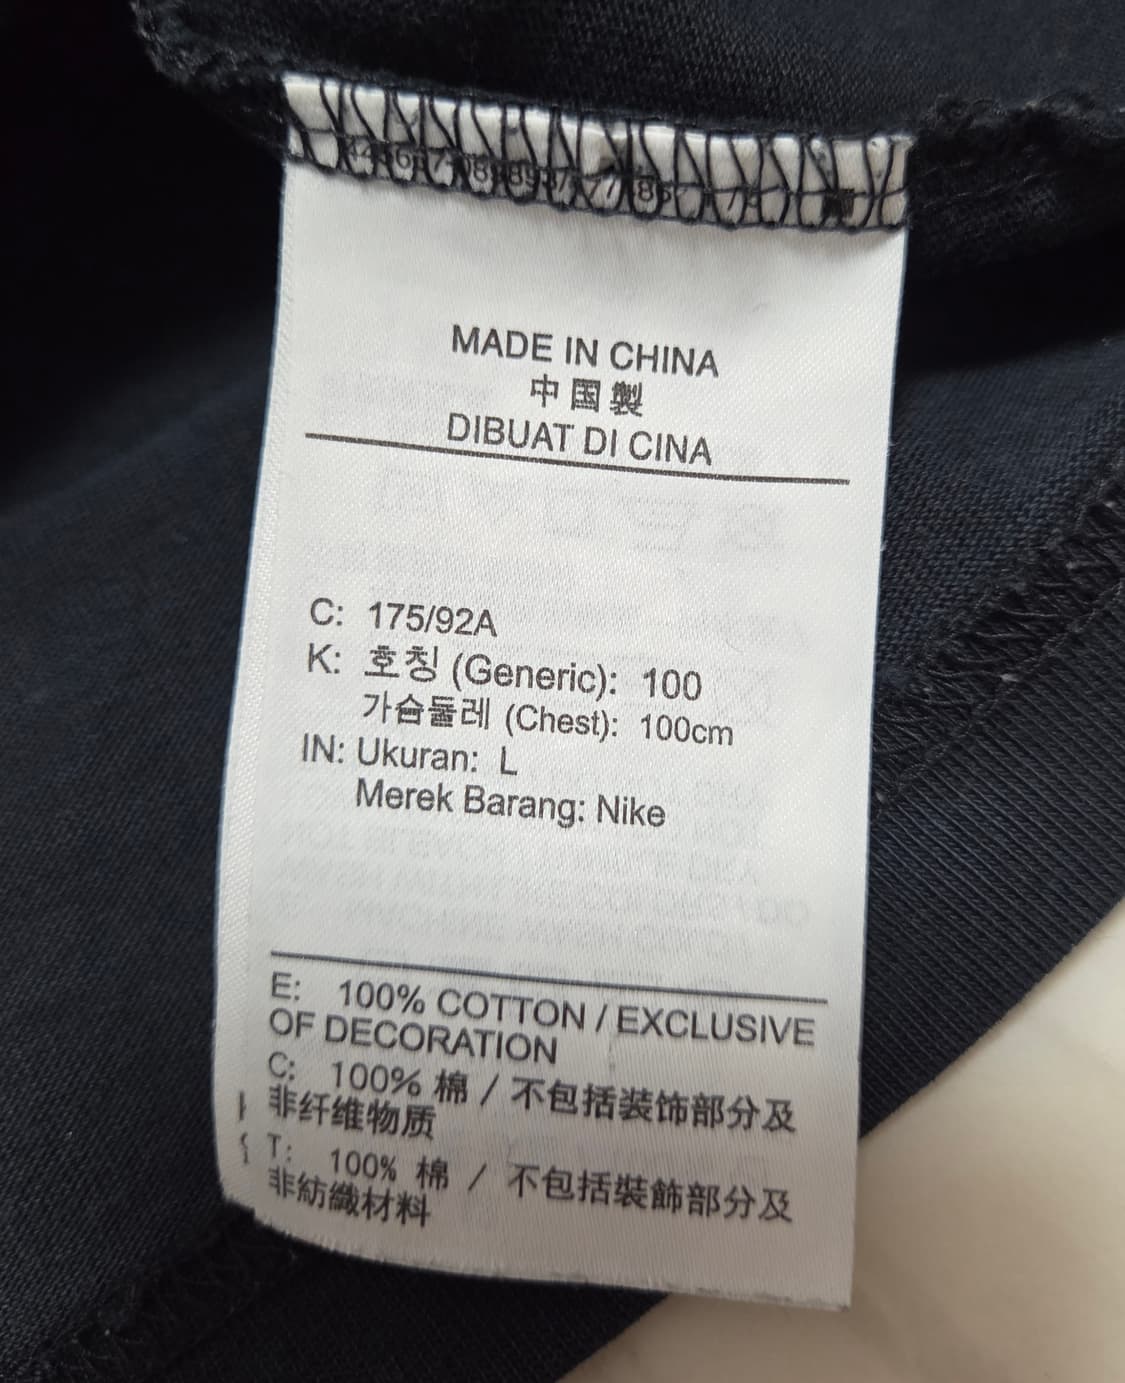 MADE IN CHINA
中国製
DIBUAT DI CINA
C: 175/92A
K: 호칭 (Generic): 100
가슴둘레 (Chest): 100cm
IN: Ukuran: L
Merek Barang: Nike
E: 100% COTTON / EXCLUSIVE
OF DECORATION
C: 100% 棉 / 不包括装饰部分及
非纤维物质
T: 100% 棉 / 不包括裝飾部分及
非紡織材料